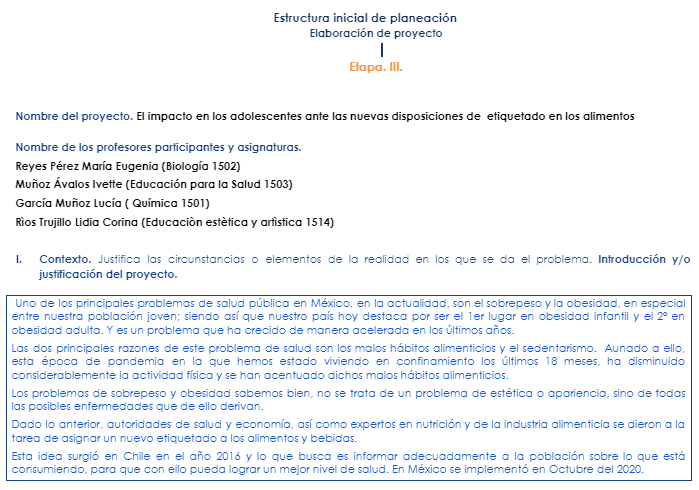 Estructura inicial de planeación
Elaboración de proyecto
Etapa. III.
Nombre del proyecto. El impacto en los adolescentes ante las nuevas disposiciones de etiquetado en los alimentos
Nombre de los profesores participantes y asignaturas.
Reyes Pérez María Eugenia (Biología 1502)
Muñoz Ávalos Ivette (Educación para la Salud 1503)
García Muñoz Lucía ( Química 1501)
Rìos Trujillo Lidia Corina (Educaciòn estètica y artìstica 1514)
I. Contexto. Justifica las circunstancias o elementos de la realidad en los que se da el problema. Introducción y/o
justificación del proyecto.
Uno de los principales problemas de salud pública en México, en la actualidad, son el sobrepeso y la obesidad, en especial
entre nuestra población joven; siendo así que nuestro país hoy destaca por ser el 1er lugar en obesidad infantil y el 2º en
obesidad adulta. Y es un problema que ha crecido de manera acelerada en los últimos años.
Las dos principales razones de este problema de salud son los malos hábitos alimenticios y el sedentarismo. Aunado a ello,
esta época de pandemia en la que hemos estado viviendo en confinamiento los últimos 18 meses, ha disminuido
considerablemente la actividad física y se han acentuado dichos malos hábitos alimenticios.
Los problemas de sobrepeso y obesidad sabemos bien, no se trata de un problema de estética o apariencia, sino de todas
las posibles enfermedades que de ello derivan.
Dado lo anterior, autoridades de salud y economía, así como expertos en nutrición y de la industria alimenticia se dieron a la
tarea de asignar un nuevo etiquetado a los alimentos y bebidas.
Esta idea surgió en Chile en el año 2016 y lo que busca es informar adecuadamente a la población sobre lo que está
consumiendo, para que con ello pueda lograr un mejor nivel de salud. En México se implementó en Octubre del 2020.